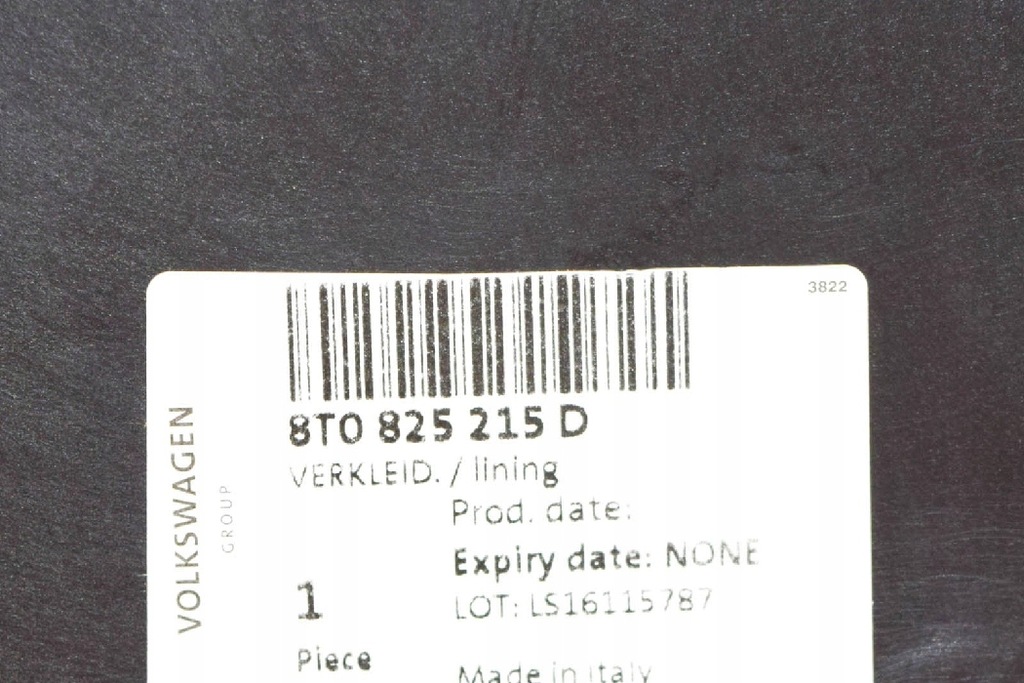 3822
8T0 825 215 D
VERKLEID. / lining
Prod. date:
Expiry date: NONE
LOT: LS16115787
1
Piece
Made in Italy
VOLKSWAGEN
GROUP